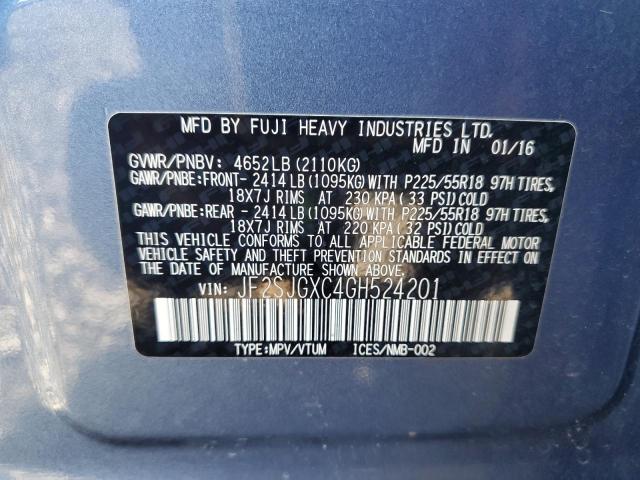 MFD BY FUJI HEAVY INDUSTRIES LTD.
MFD IN 01/16
GVWR/PNBV: 4652LB(2110KG)
GAWR/PNBE:FRONT- 2414LB(1095KG)WITH P225/55R18 97H TIRES,
18X7J RIMS AT 230 KPA(33 PSI)COLD
GAWR/PNBE:REAR -2414LB(1095KG)WITH P225/55R18 97H TIRES,
18X7J RIMS AT 220 KPA(32 PSI)COLD
THIS VEHICLE CONFORMS TO ALL APPLICABLE FEDERAL MOTOR
VEHICLE SAFETY AND THEFT PREVENTION STANDARDS IN EFFECT
ON THE DATE OF MANUFACTURE SHOWN ABOVE.
VIN: JF2SJGXC4GH524201
TYPE:MPV/VTUM ICES/NMB-002